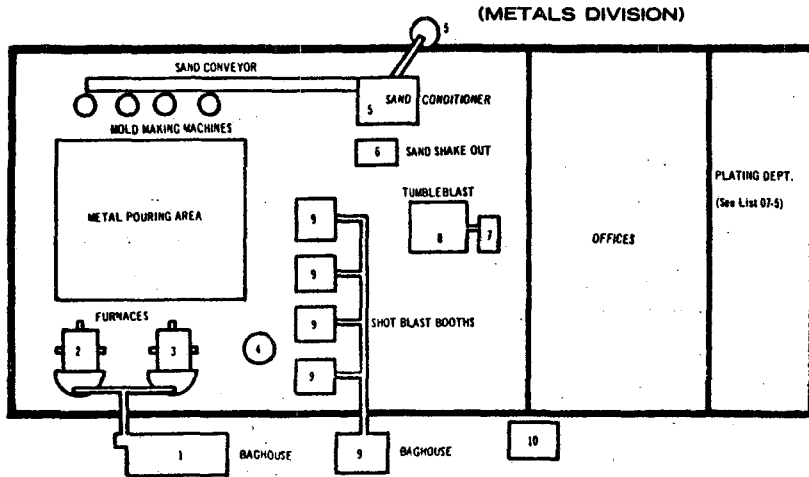 (METALS DIVISION)
5
SAND CONVEYOR
5 SAND CONDITIONER
MOLD MAKING MACHINES
6 SAND SHAKE OUT
PLATING DEPT.
(See List 07-5)
TUMBLEBLAST
METAL POURING AREA
9
8
7
OFFICES
9
FURNACES
9
SHOT BLAST BOOTHS
2
3
4
9
10
1
BAGHOUSE
9
BAGHOUSE